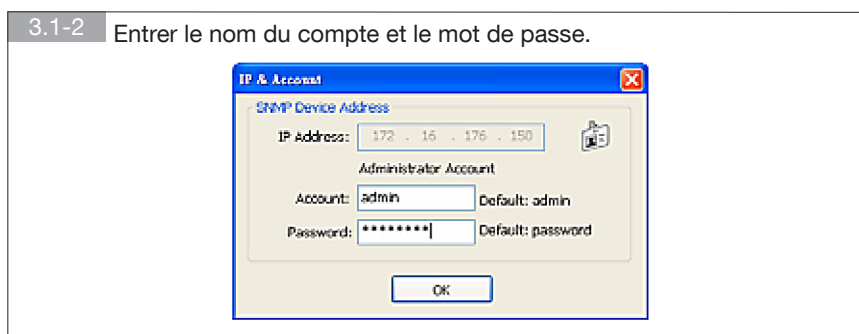 3.1-2 Entrer le nom du compte et le mot de passe.
IP & Account
SNMP Device Address
IP Address: 172 . 16 . 176 . 150
Administrator Account
Account: admin Default: admin
Password: ******** Default: password
OK